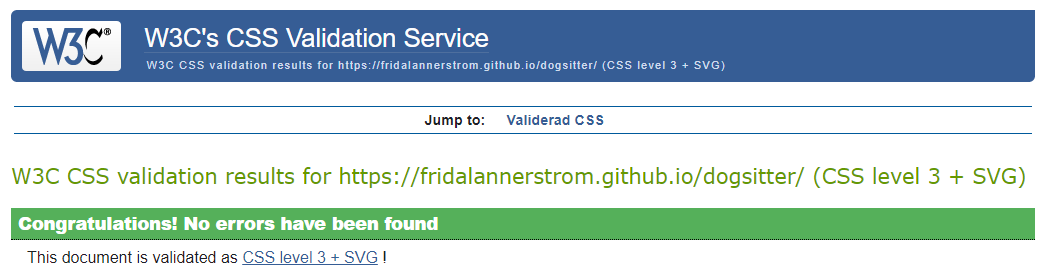 W3C®
W3C's CSS Validation Service
W3C CSS validation results for https://fridalannerstrom.github.io/dogsitter/ (CSS level 3 + SVG)
Jump to: Validerad CSS
W3C CSS validation results for https://fridalannerstrom.github.io/dogsitter/ (CSS level 3 + SVG)
Congratulations! No errors have been found
This document is validated as CSS level 3 + SVG !